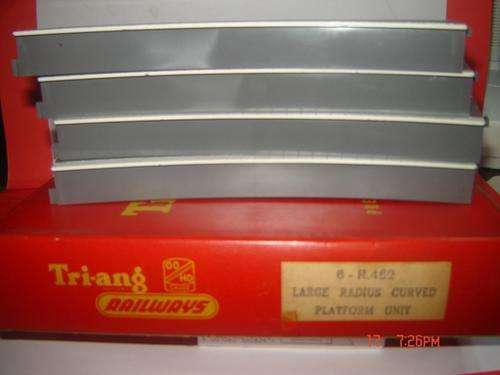 Tri-ang
OO
HO
RAILWAYS
6 - R.462
LARGE RADIUS CURVED
PLATFORM UNIT
7:26PM